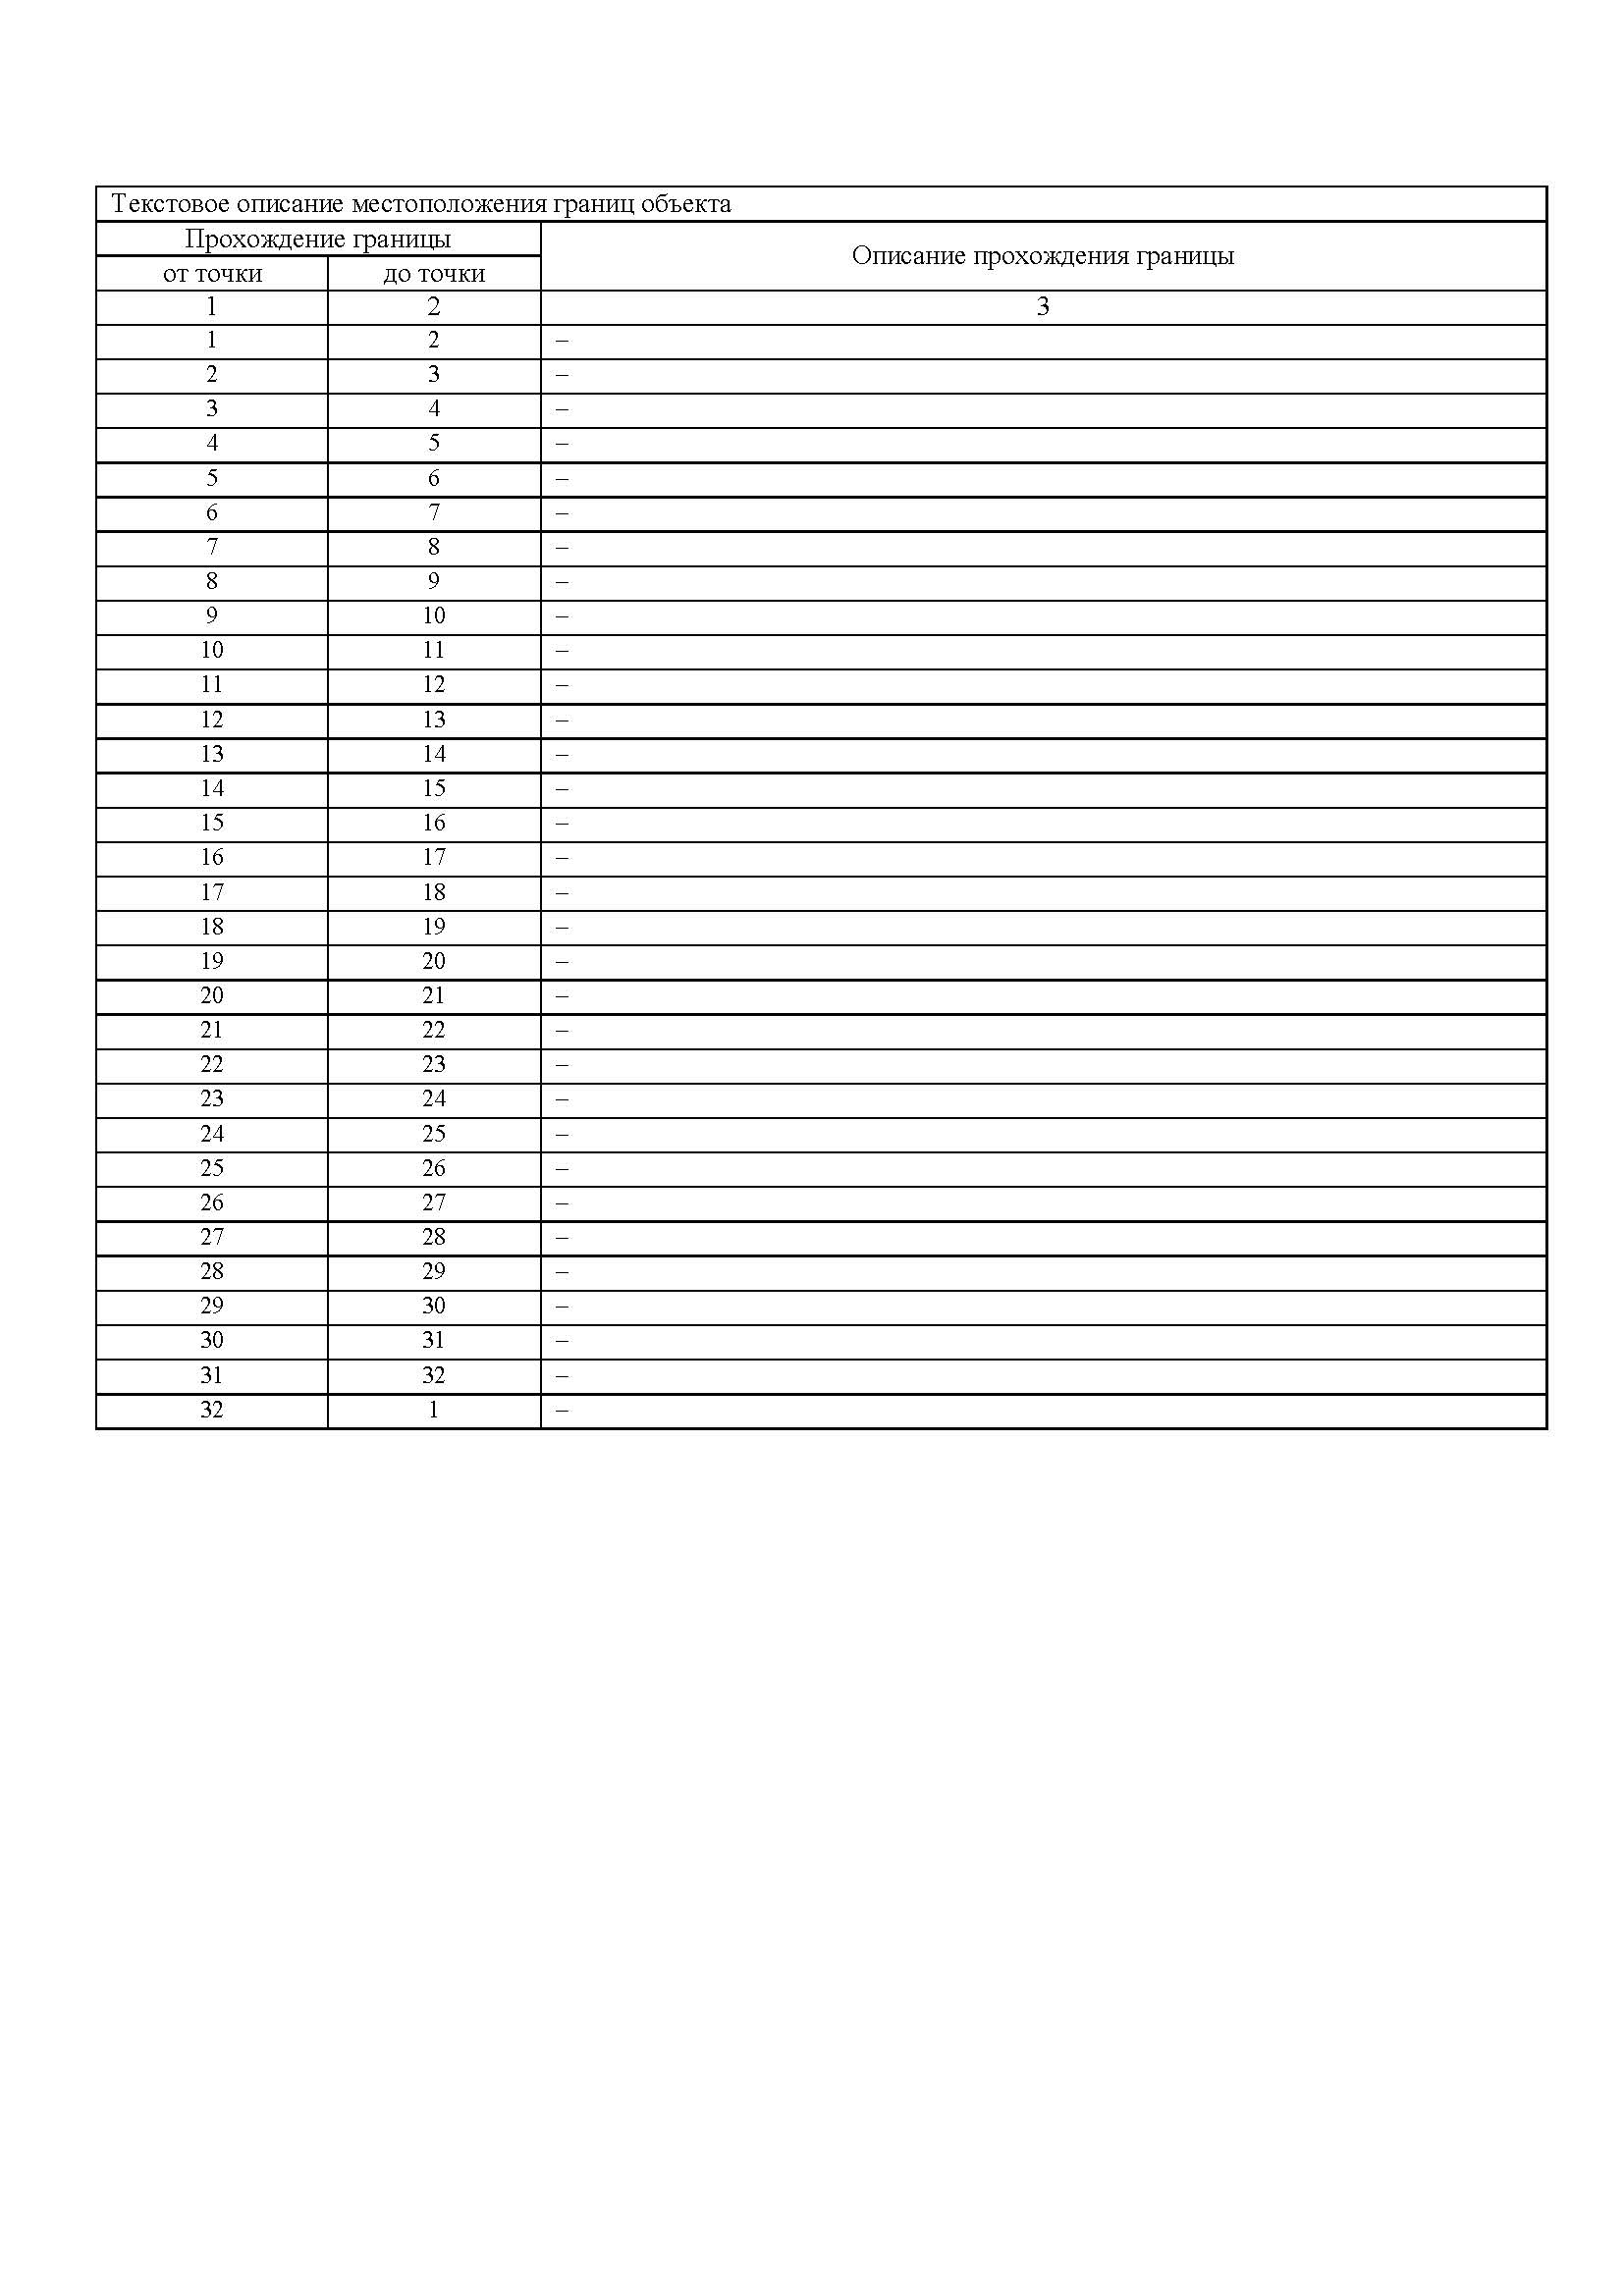 Текстовое описание местоположения границ объекта
Прохождение границы
Описание прохождения границы
от точки до точки
1 2 3
1 2 –
2 3 –
3 4 –
4 5 –
5 6 –
6 7 –
7 8 –
8 9 –
9 10 –
10 11 –
11 12 –
12 13 –
13 14 –
14 15 –
15 16 –
16 17 –
17 18 –
18 19 –
19 20 –
20 21 –
21 22 –
22 23 –
23 24 –
24 25 –
25 26 –
26 27 –
27 28 –
28 29 –
29 30 –
30 31 –
31 32 –
32 1 –